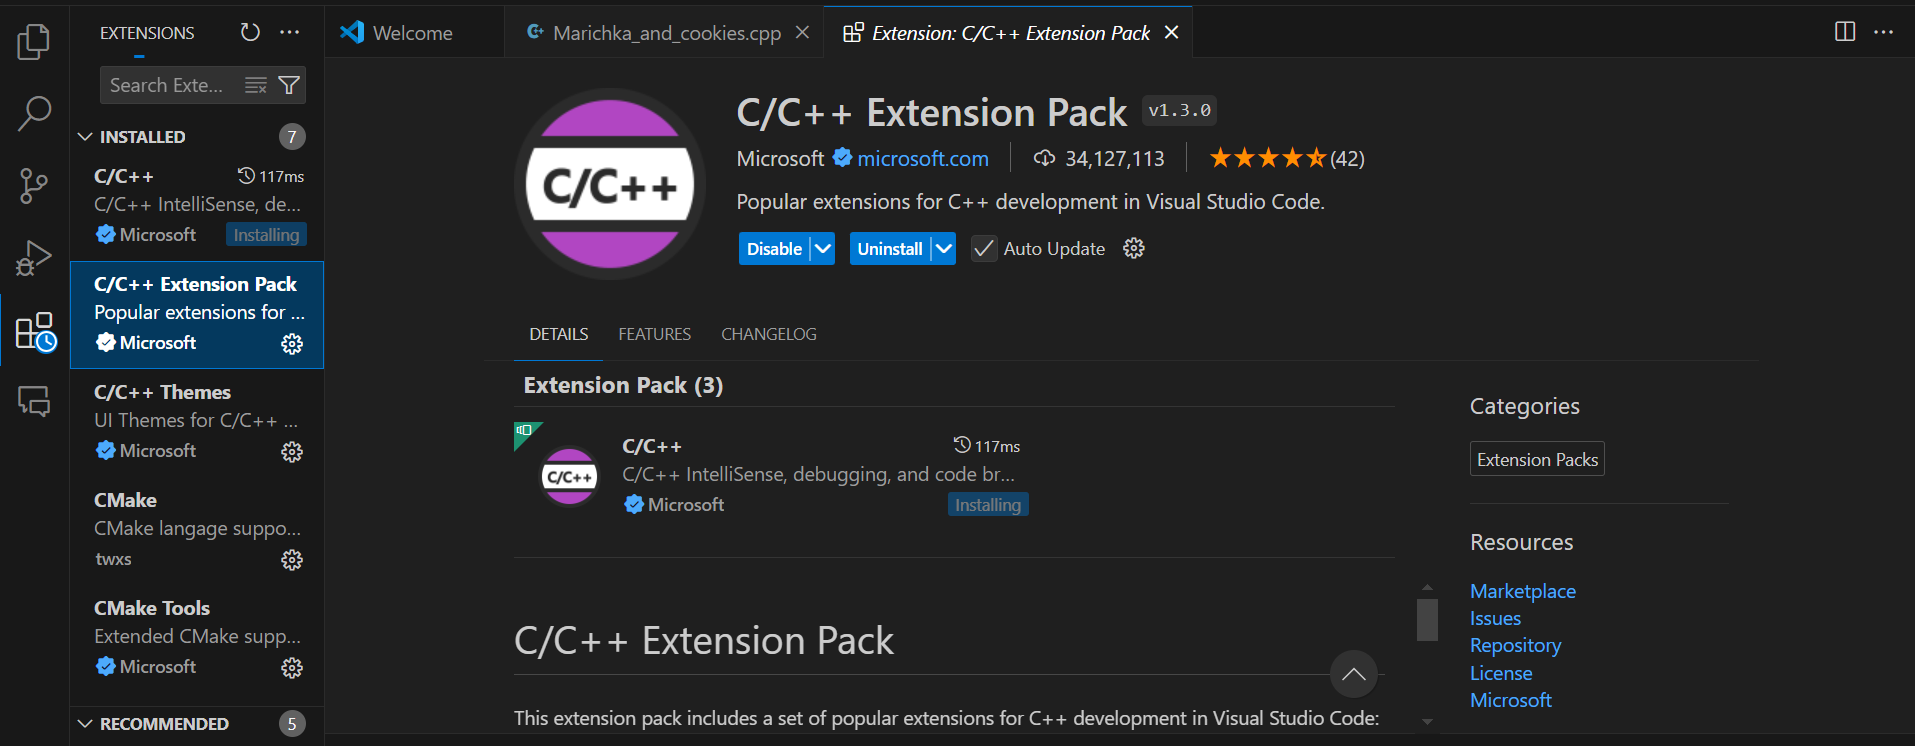 EXTENSIONS
Search Exte...
INSTALLED 7
C/C++ 117ms
C/C++ IntelliSense, de...
Microsoft Installing
C/C++ Extension Pack
Popular extensions for ...
Microsoft
C/C++ Themes
UI Themes for C/C++ ...
Microsoft
CMake
CMake langage suppo...
twxs
CMake Tools
Extended CMake supp...
Microsoft
RECOMMENDED 5
Welcome
Marichka_and_cookies.cpp
Extension: C/C++ Extension Pack
C/C++
C/C++ Extension Pack v1.3.0
Microsoft microsoft.com 34,127,113 (42)
Popular extensions for C++ development in Visual Studio Code.
Disable Uninstall Auto Update
DETAILS FEATURES CHANGELOG
Extension Pack (3)
C/C++
C/C++ 117ms
C/C++ IntelliSense, debugging, and code br...
Microsoft Installing
C/C++ Extension Pack
This extension pack includes a set of popular extensions for C++ development in Visual Studio Code:
Categories
Extension Packs
Resources
Marketplace
Issues
Repository
License
Microsoft